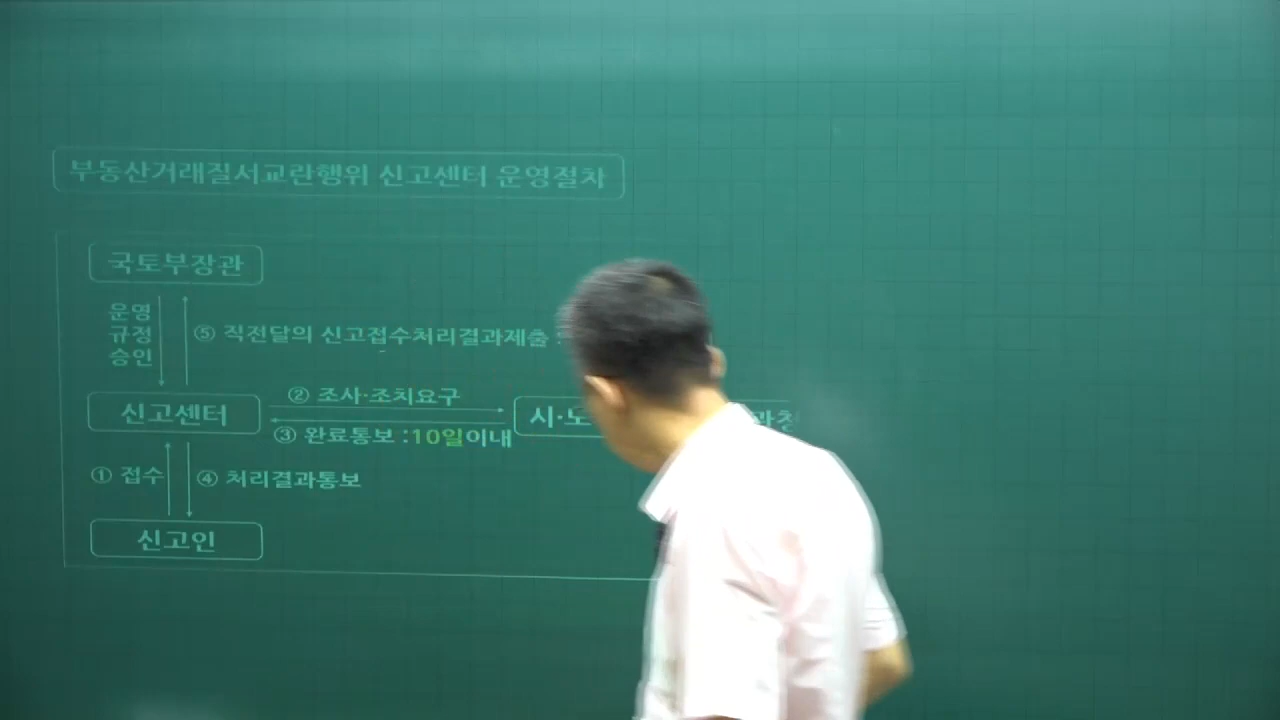 부동산거래질서교란행위 신고센터 운영절차
국토부장관
운영
규정
승인
⑤ 직전달의 신고접수처리결과제출 :
② 조사·조치요구
신고센터
시·도
③ 완료통보 :10일이내
① 접수
④ 처리결과통보
신고인